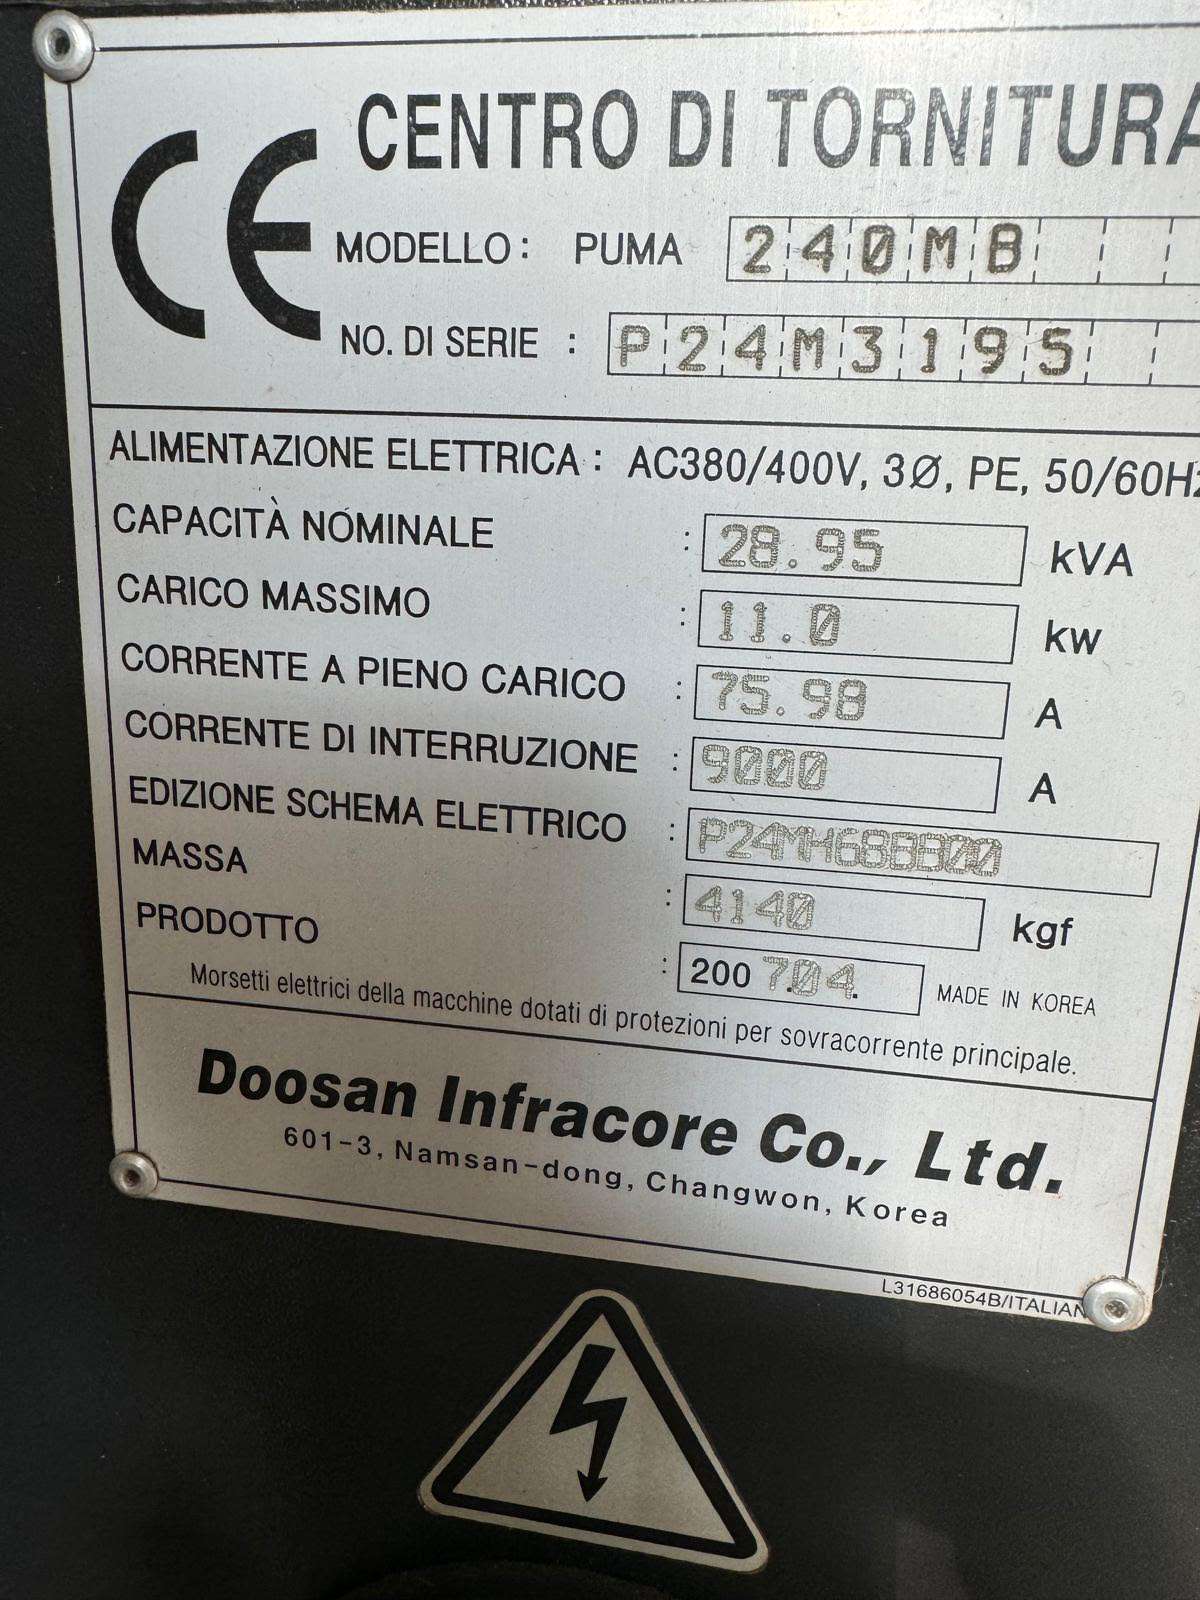 CE
CENTRO DI TORNITURA
MODELLO: PUMA 240MB
NO. DI SERIE : P24M3195
ALIMENTAZIONE ELETTRICA : AC380/400V, 3Ø, PE, 50/60Hz
CAPACITÀ NOMINALE : 28.95 kVA
CARICO MASSIMO : 11.0 kw
CORRENTE A PIENO CARICO : 75.98 A
CORRENTE DI INTERRUZIONE : 9000 A
EDIZIONE SCHEMA ELETTRICO :
MASSA : 4140 kgf
PRODOTTO : 2007.04. MADE IN KOREA
Morsetti elettrici della macchine dotati di protezioni per sovracorrente principale.
Doosan Infracore Co., Ltd.
601-3, Namsan-dong, Changwon, Korea
L31686054B/ITALIAN